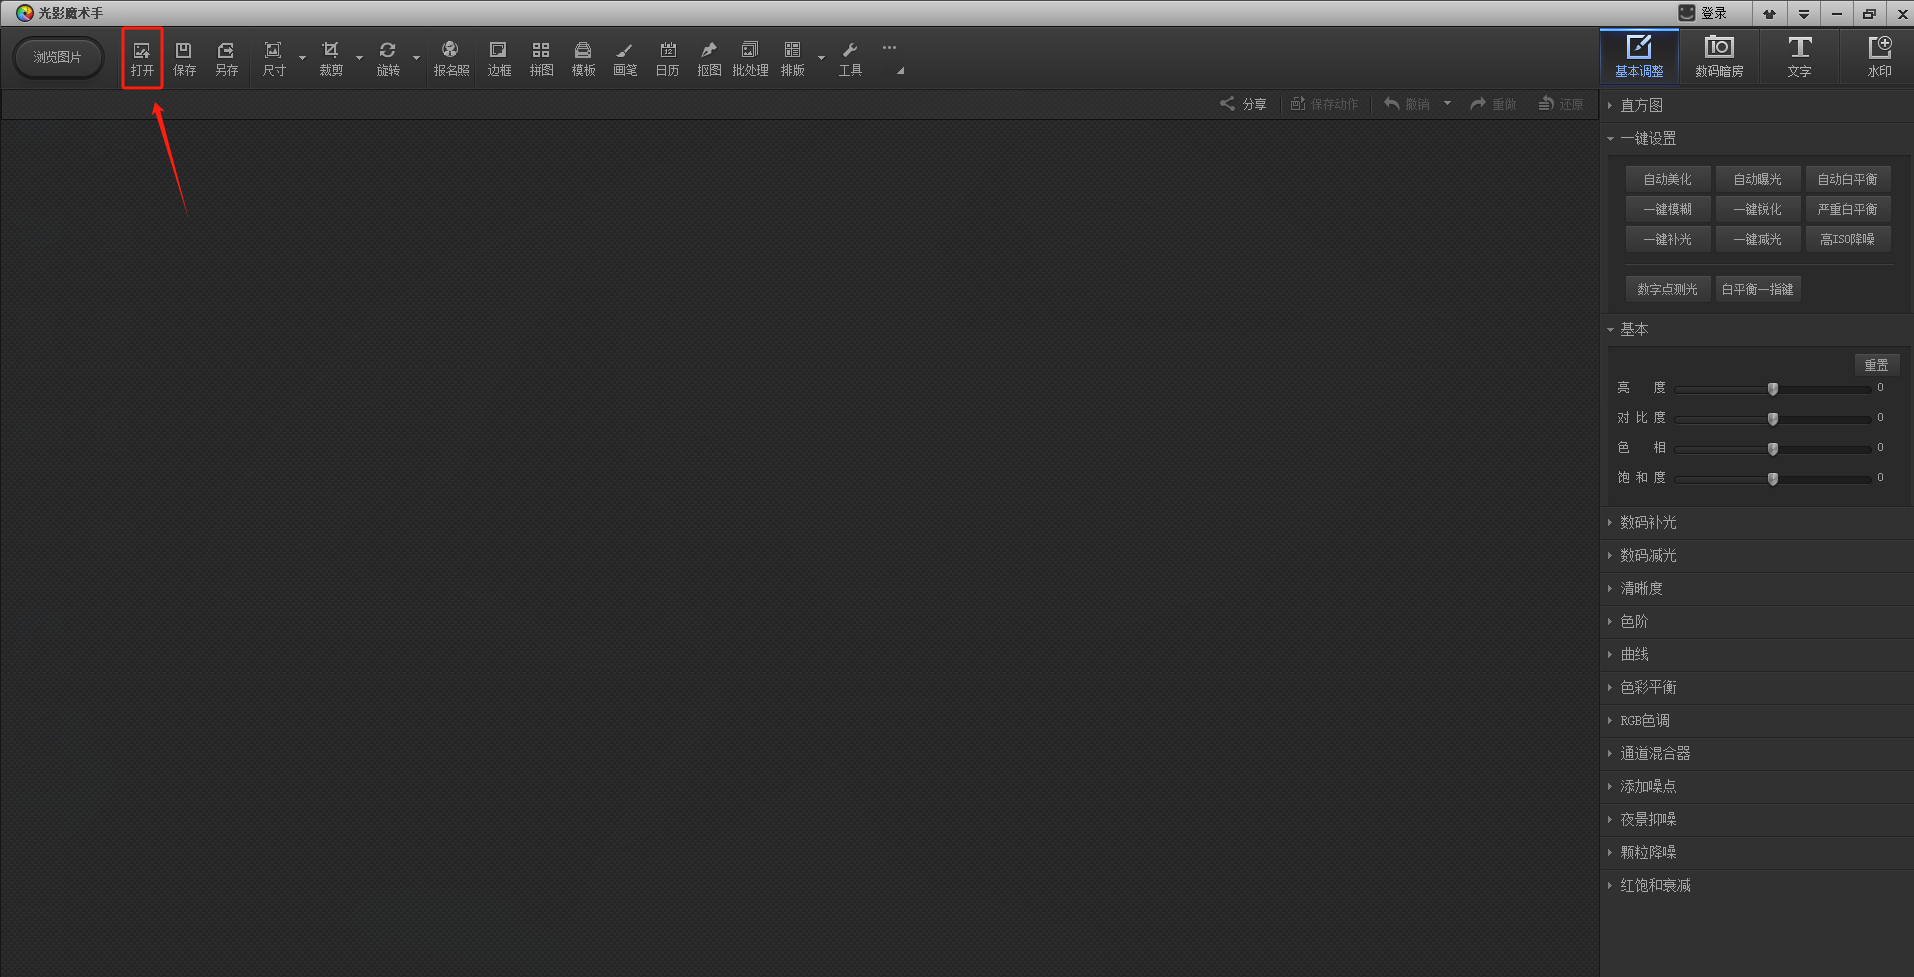 光影魔术手
登录
浏览图片
打开
保存
另存
尺寸
裁剪
旋转
报名照
边框
拼图
模板
画笔
12
日历
抠图
批处理
排版
工具
基本调整
数码暗房
文字
水印
分享
保存动作
撤销
重做
还原
直方图
一键设置
自动美化 自动曝光 自动白平衡
一键模糊 一键锐化 严重白平衡
一键补光 一键减光 高ISO降噪
数字点测光 白平衡一指键
基本
重置
亮度 0
对比度 0
色相 0
饱和度 0
数码补光
数码减光
清晰度
色阶
曲线
色彩平衡
RGB色调
通道混合器
添加噪点
夜景抑噪
颗粒降噪
红饱和衰减